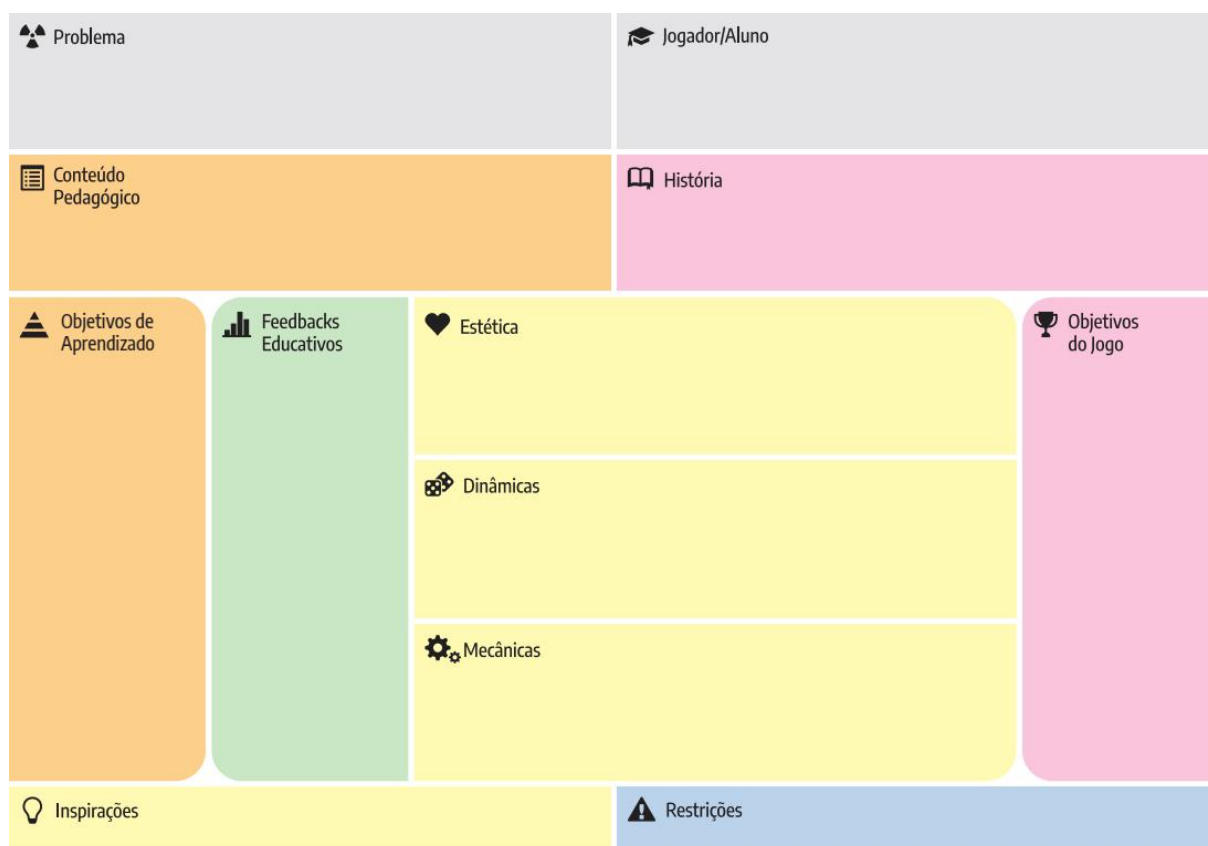 Problema
Jogador/Aluno
Conteúdo
Pedagógico
História
Objetivos de
Aprendizado
Feedbacks
Educativos
Estética
Dinâmicas
Mecânicas
Objetivos
do Jogo
Inspirações
Restrições